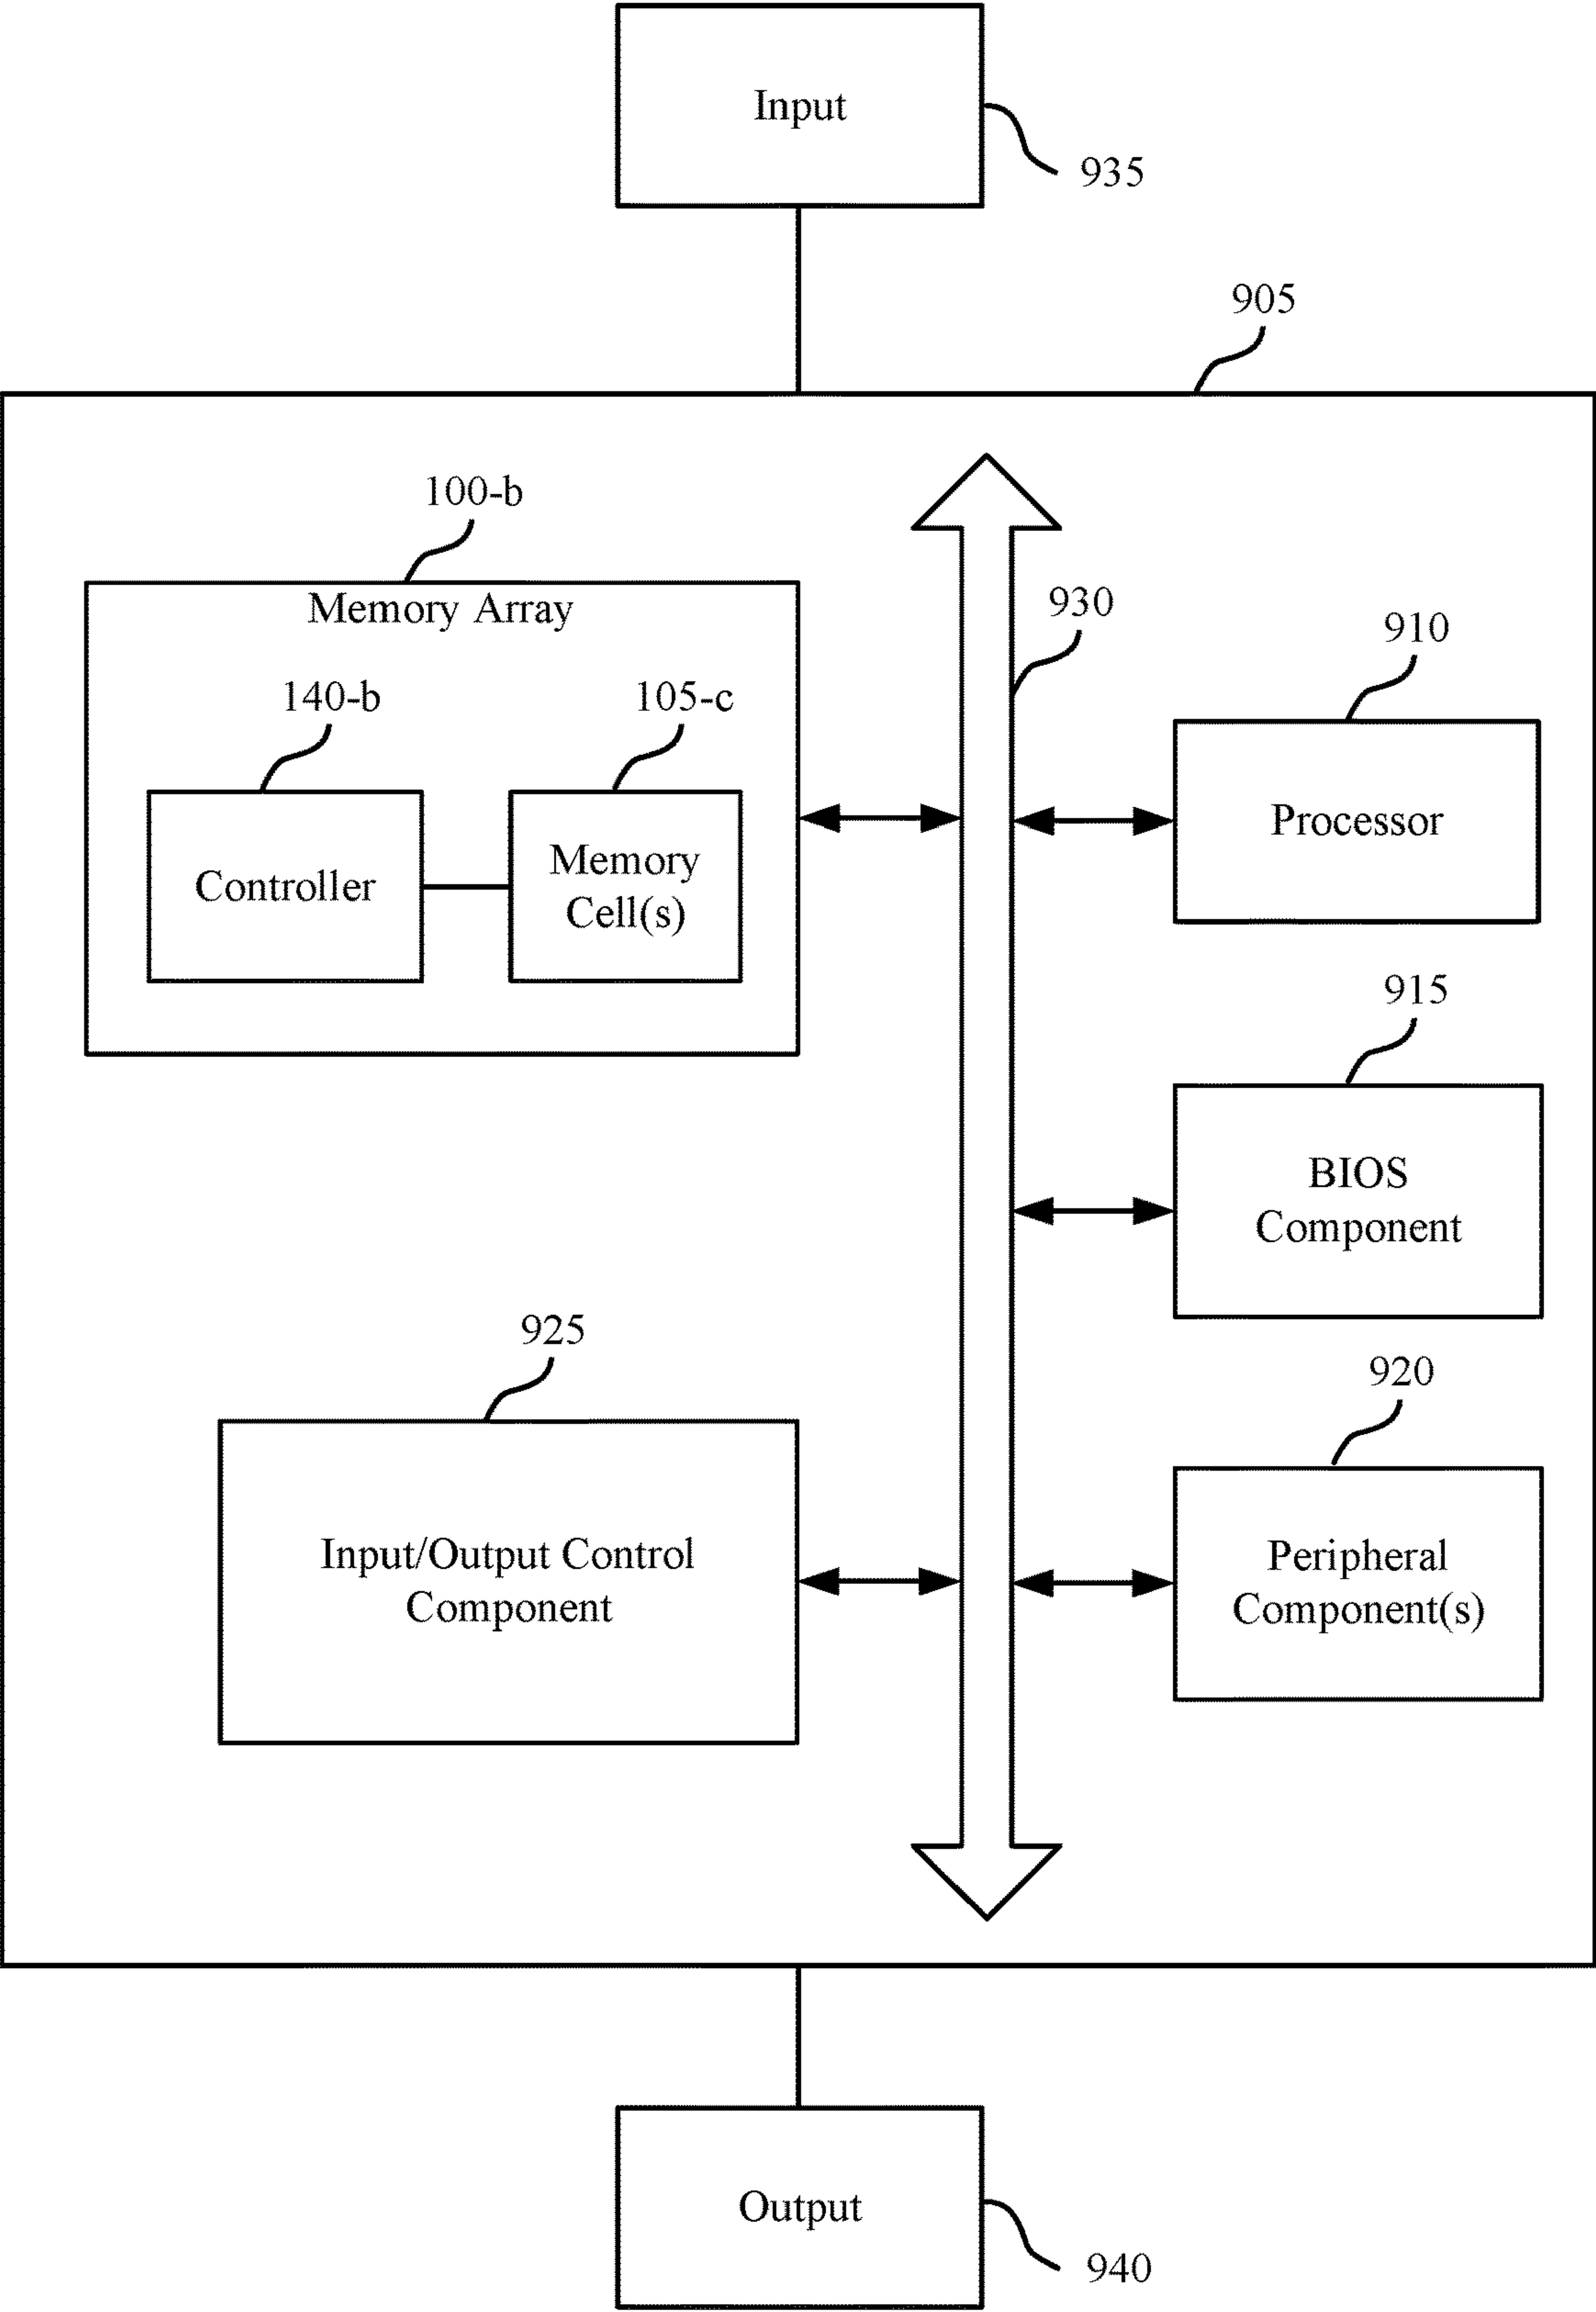 Input
935
905
100-b
Memory Array
140-b
105-c
Controller
Memory
Cell(s)
930
910
Processor
915
BIOS
Component
925
Input/Output Control
Component
920
Peripheral
Component(s)
Output
940